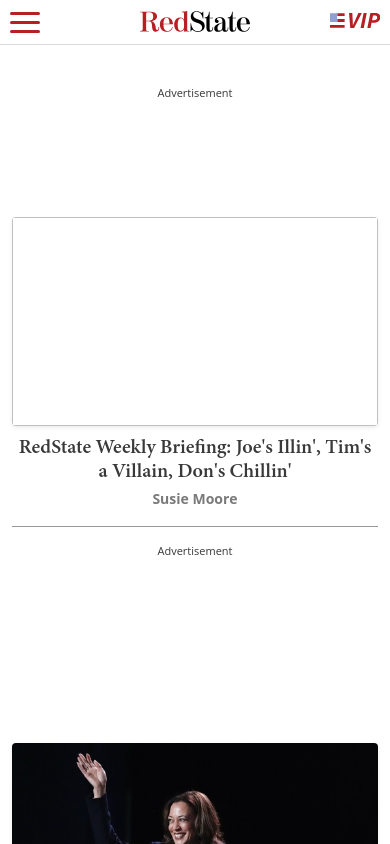 RedState
VIP
Advertisement
RedState Weekly Briefing: Joe's Illin', Tim's
a Villain, Don's Chillin'
Susie Moore
Advertisement